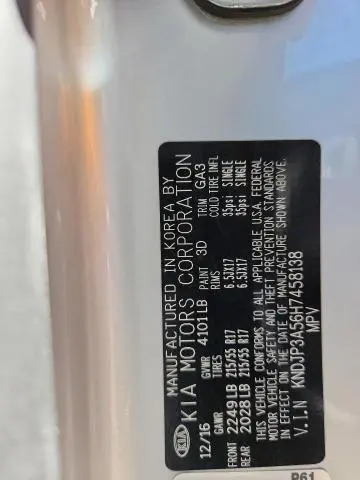 MANUFACTURED IN KOREA BY
KIA KIA MOTORS CORPORATION
12/16 GVWR 4101LB PAINT 3D TRIM GA3
GAWR TIRES RIMS COLD TIRE INFL
FRONT 2249LB 215/55 R17 6.5JX17 35psi SINGLE
REAR 2028LB 215/55 R17 6.5JX17 35psi SINGLE
THIS VEHICLE CONFORMS TO ALL APPLICABLE U.S.A. FEDERAL
MOTOR VEHICLE SAFETY AND THEFT PREVENTION STANDARDS
IN EFFECT ON THE DATE OF MANUFACTURE SHOWN ABOVE.
V.I.N KNDJP3A56H7458138
MPV
P61